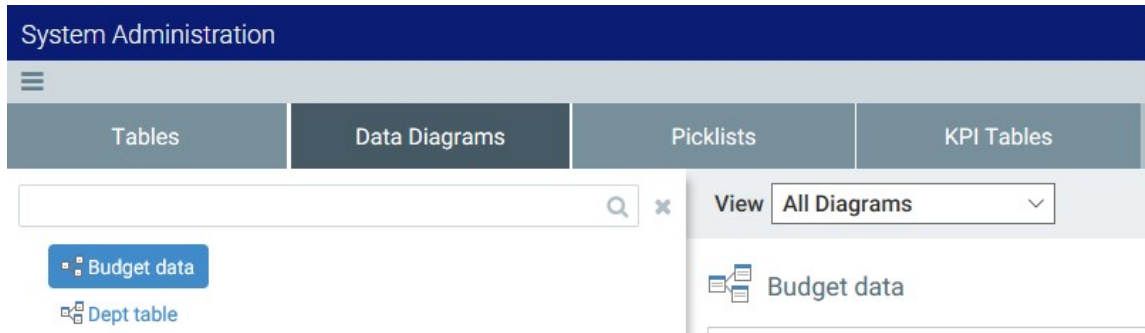 System Administration
Tables Data Diagrams Picklists KPI Tables
View All Diagrams
Budget data
Dept table
Budget data